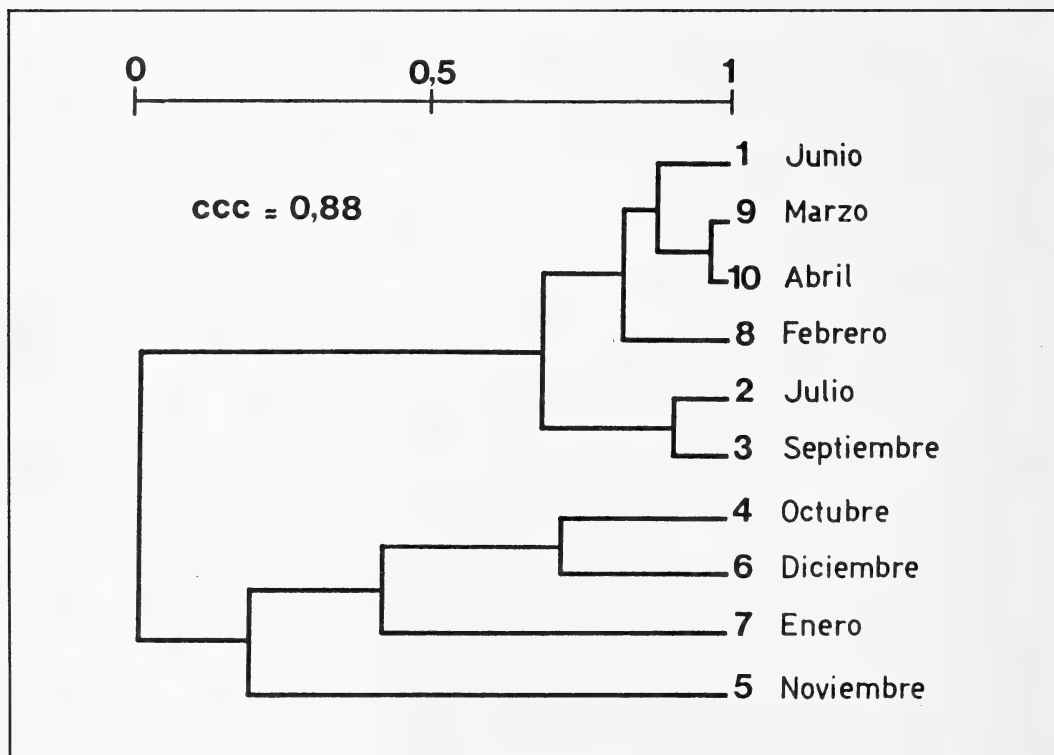 0 0,5 1
ccc = 0,88
1 Junio
9 Marzo
10 Abril
8 Febrero
2 Julio
3 Septiembre
4 Octubre
6 Diciembre
7 Enero
5 Noviembre